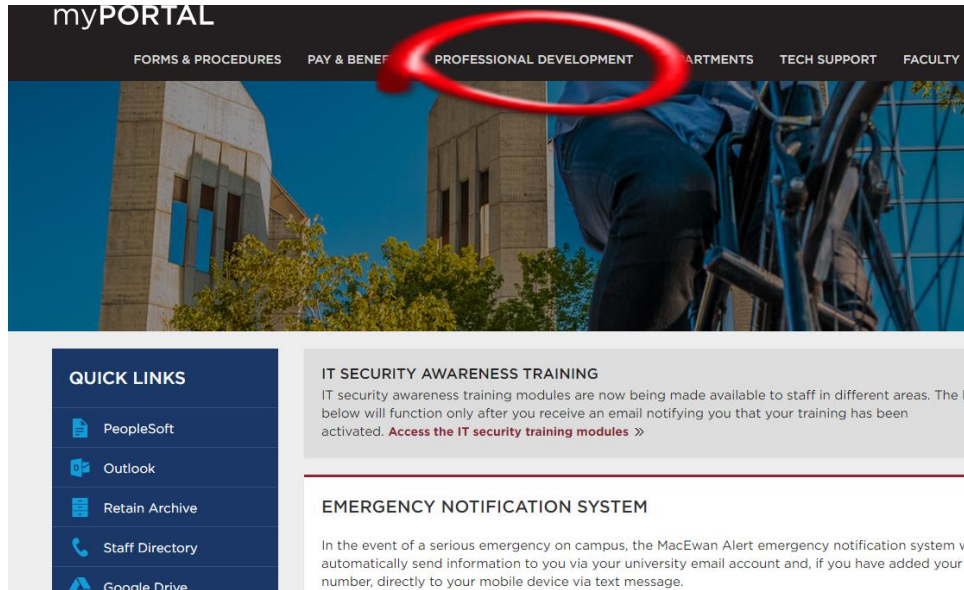 myPORTAL
FORMS & PROCEDURES PAY & BENEF PROFESSIONAL DEVELOPMENT ARTMENTS TECH SUPPORT FACULTY
QUICK LINKS
PeopleSoft
Outlook
Retain Archive
Staff Directory
Google Drive
IT SECURITY AWARENESS TRAINING
IT security awareness training modules are now being made available to staff in different areas. The
below will function only after you receive an email notifying you that your training has been
activated. Access the IT security training modules »
EMERGENCY NOTIFICATION SYSTEM
In the event of a serious emergency on campus, the MacEwan Alert emergency notification system
automatically send information to you via your university email account and, if you have added your
number, directly to your mobile device via text message.